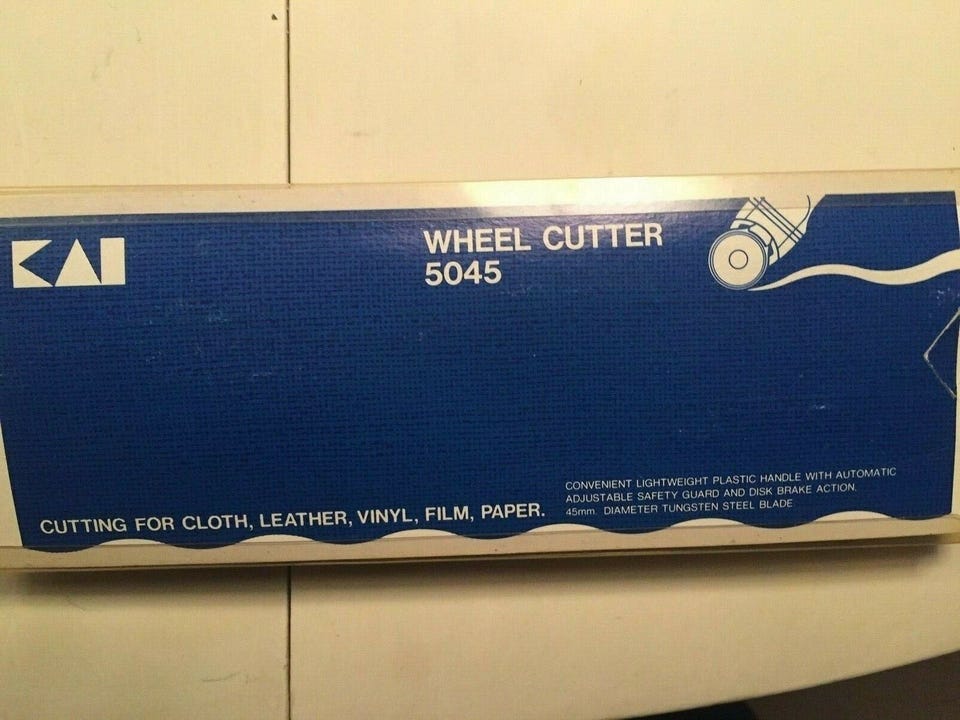 KAI
WHEEL CUTTER
5045
CONVENIENT LIGHTWEIGHT PLASTIC HANDLE WITH AUTOMATIC
ADJUSTABLE SAFETY GUARD AND DISK BRAKE ACTION.
45mm. DIAMETER TUNGSTEN STEEL BLADE
CUTTING FOR CLOTH, LEATHER, VINYL, FILM, PAPER.